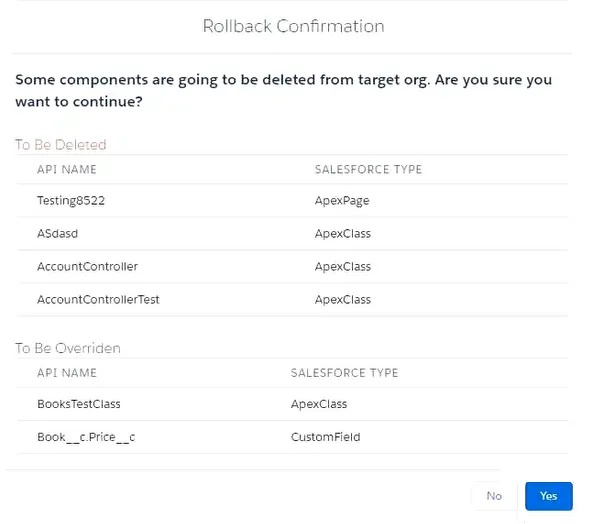 Rollback Confirmation
Some components are going to be deleted from target org. Are you sure you
want to continue?
To Be Deleted
API NAME SALESFORCE TYPE
Testing8522 ApexPage
ASdasd ApexClass
AccountController ApexClass
AccountControllerTest ApexClass
To Be Overriden
API NAME SALESFORCE TYPE
BooksTestClass ApexClass
Book__c.Price__c CustomField
No Yes